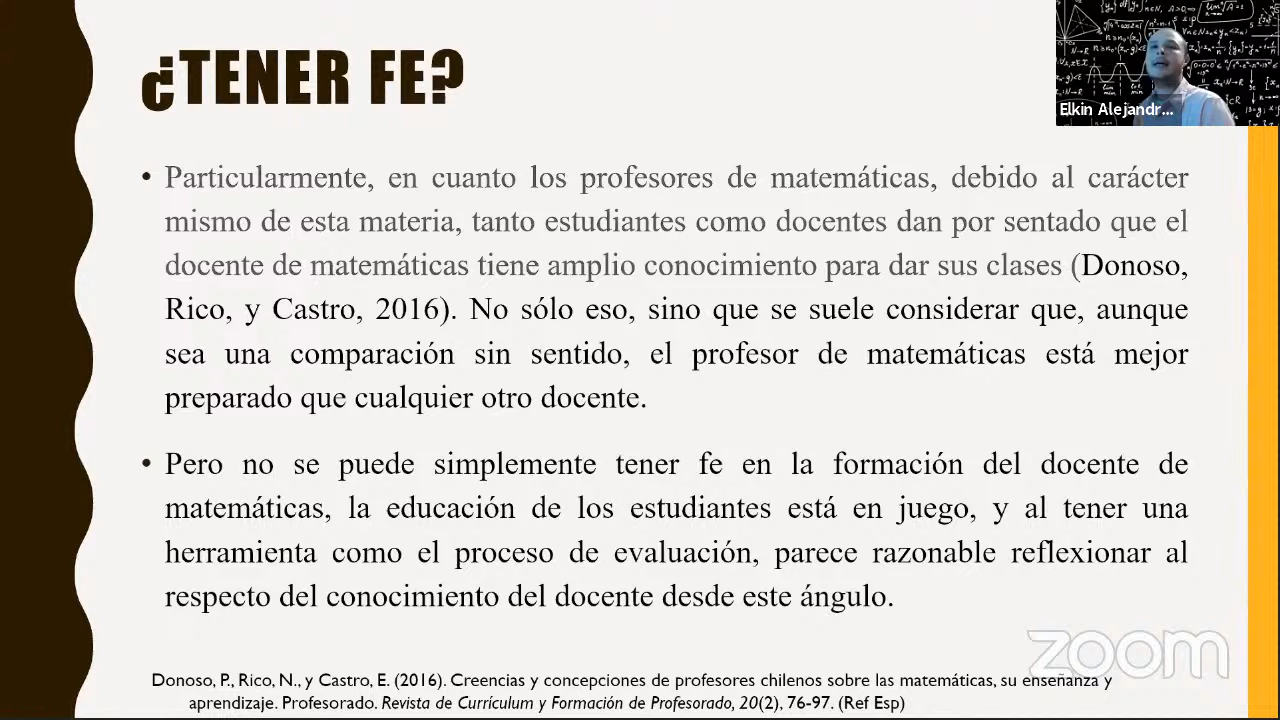 ¿TENER FE?
Elkin Alejandr...
• Particularmente, en cuanto los profesores de matemáticas, debido al carácter
mismo de esta materia, tanto estudiantes como docentes dan por sentado que el
docente de matemáticas tiene amplio conocimiento para dar sus clases (Donoso,
Rico, y Castro, 2016). No sólo eso, sino que se suele considerar que, aunque
sea una comparación sin sentido, el profesor de matemáticas está mejor
preparado que cualquier otro docente.
• Pero no se puede simplemente tener fe en la formación del docente de
matemáticas, la educación de los estudiantes está en juego, y al tener una
herramienta como el proceso de evaluación, parece razonable reflexionar al
respecto del conocimiento del docente desde este ángulo.
zoom
Donoso, P., Rico, N., y Castro, E. (2016). Creencias y concepciones de profesores chilenos sobre las matemáticas, su enseñanza y
aprendizaje. Profesorado. Revista de Currículum y Formación de Profesorado, 20(2), 76-97. (Ref Esp)